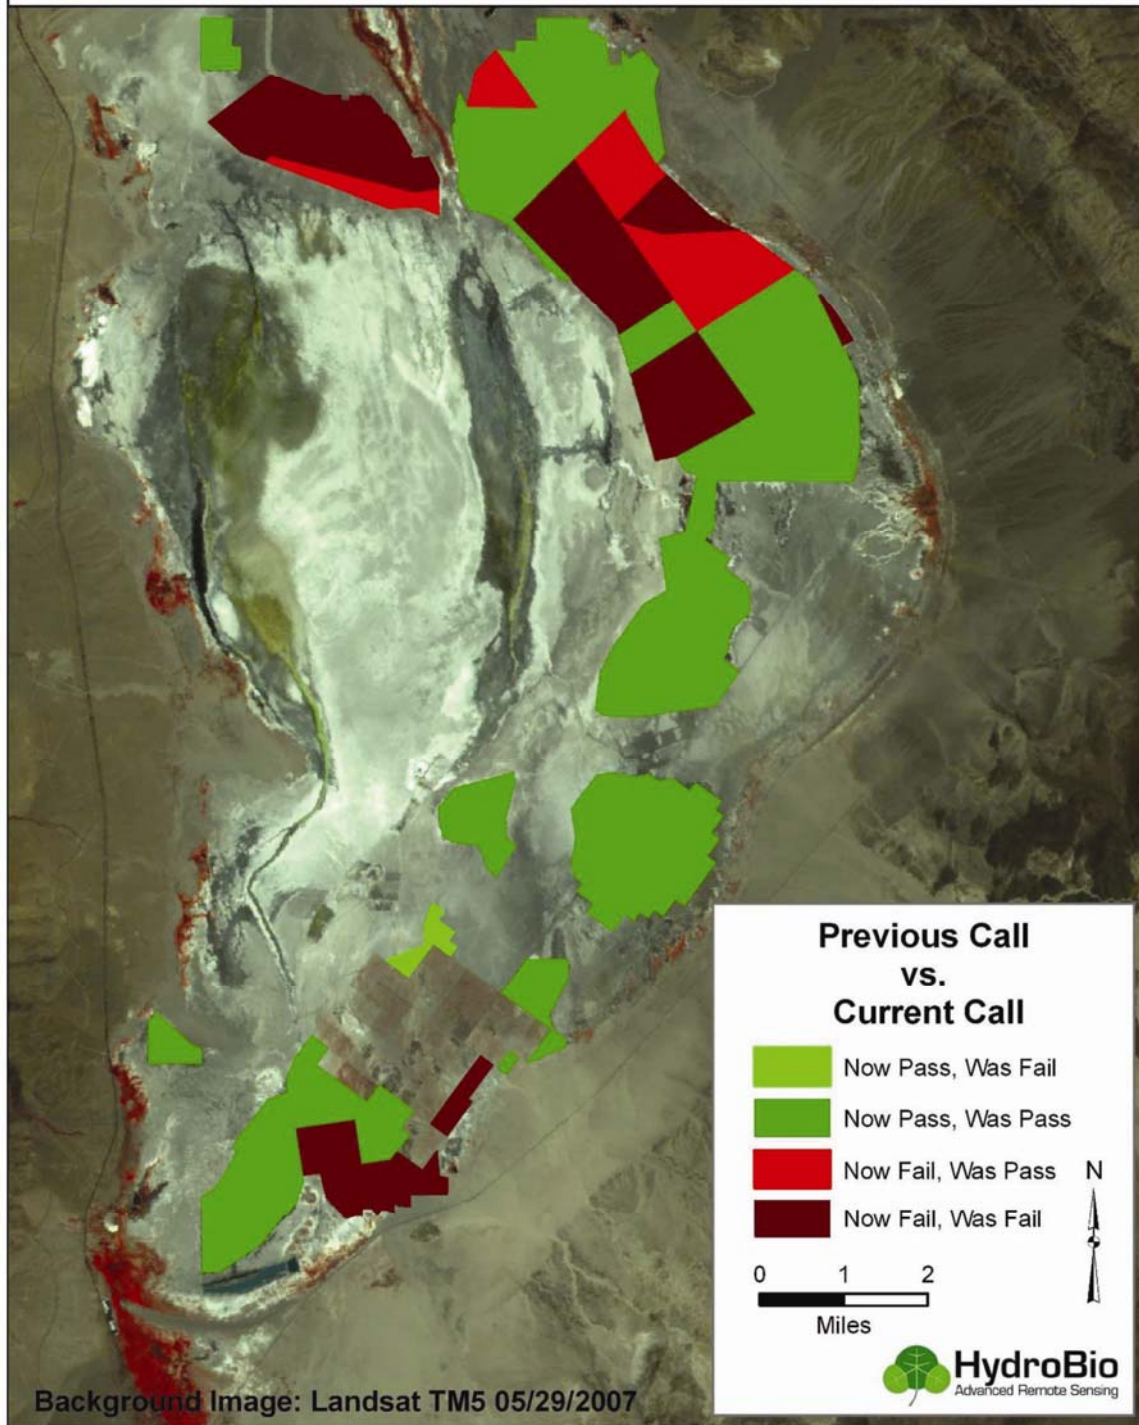 Previous Call
vs.
Current Call
Now Pass, Was Fail
Now Pass, Was Pass
Now Fail, Was Pass
Now Fail, Was Fail
N
0 1 2
Miles
HydroBio
Advanced Remote Sensing
Background Image: Landsat TM5 05/29/2007